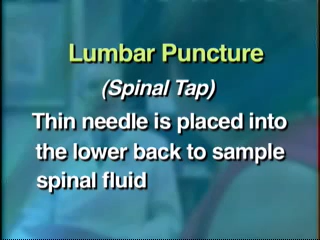 Lumbar Puncture
(Spinal Tap)
Thin needle is placed into
the lower back to sample
spinal fluid